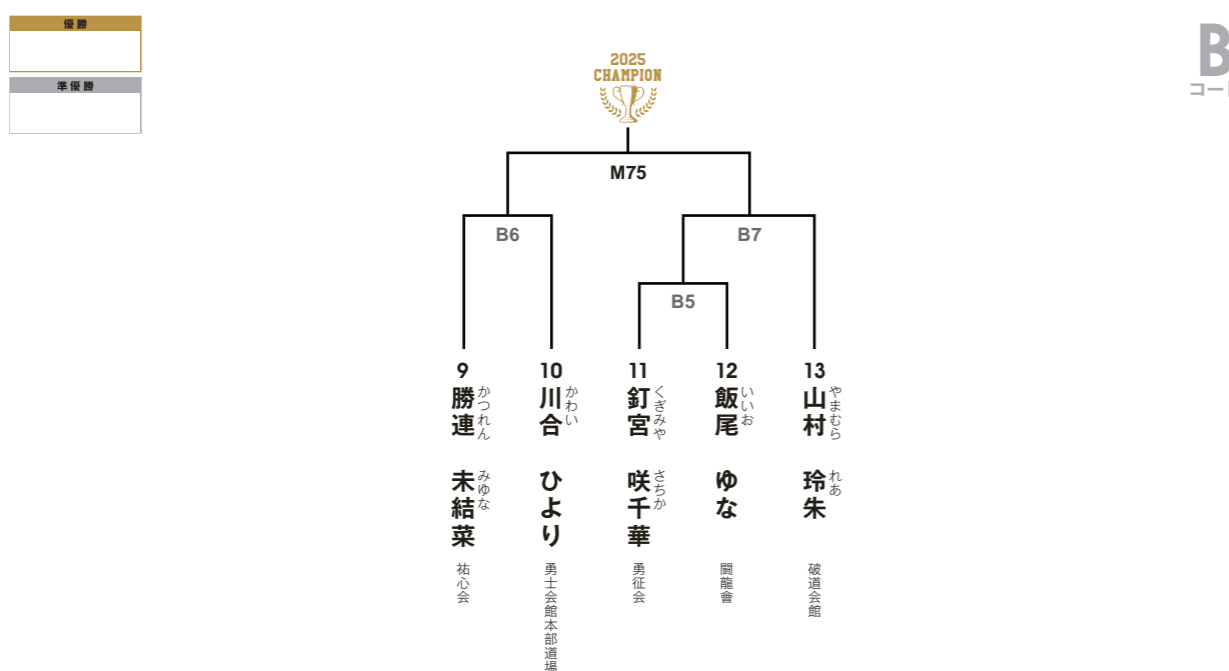 優勝
準優勝
2025
CHAMPION
B
コー
M75
B6
B7
B5
9
勝連 未結菜
かつれん みゆな
祐心会
10
川合 ひより
かわい
勇士会館本部道場
11
釘宮 咲千華
くぎみや さちか
勇征会
12
飯尾 ゆな
いいお
闘龍會
13
山村 玲朱
やまむら れあ
破道会館